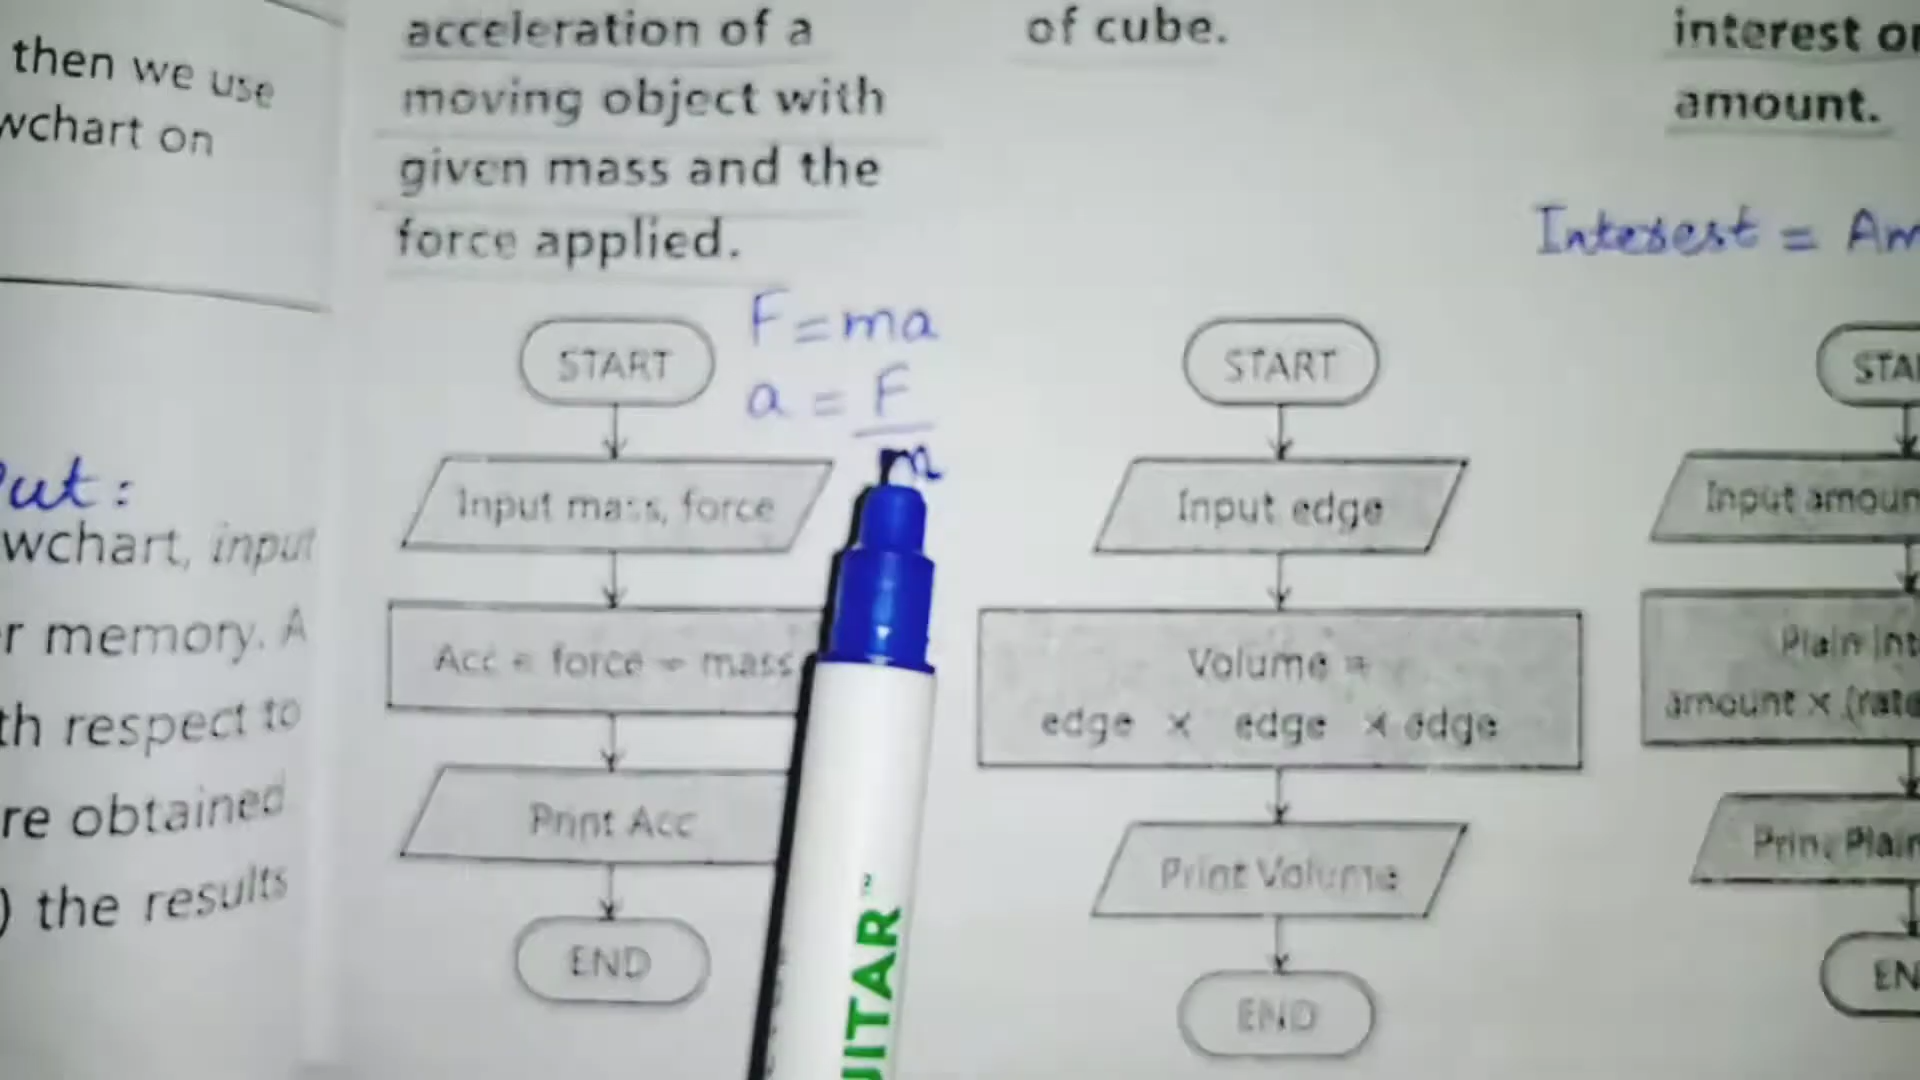 then we use
wchart on
put:
wchart, input
r memory. A
th respect to
re obtained
) the results
acceleration of a
moving object with
given mass and the
force applied.
F = ma
a = F
m
START
Input mass, force
Acc = force ÷ mass
Print Acc
END
of cube.
START
Input edge
Volume =
edge × edge × edge
Print Volume
END
interest on
amount.
Interest = Am
STA
Input amoun
Plain Int
amount × (rate
Print Plain
EN
UITAR™